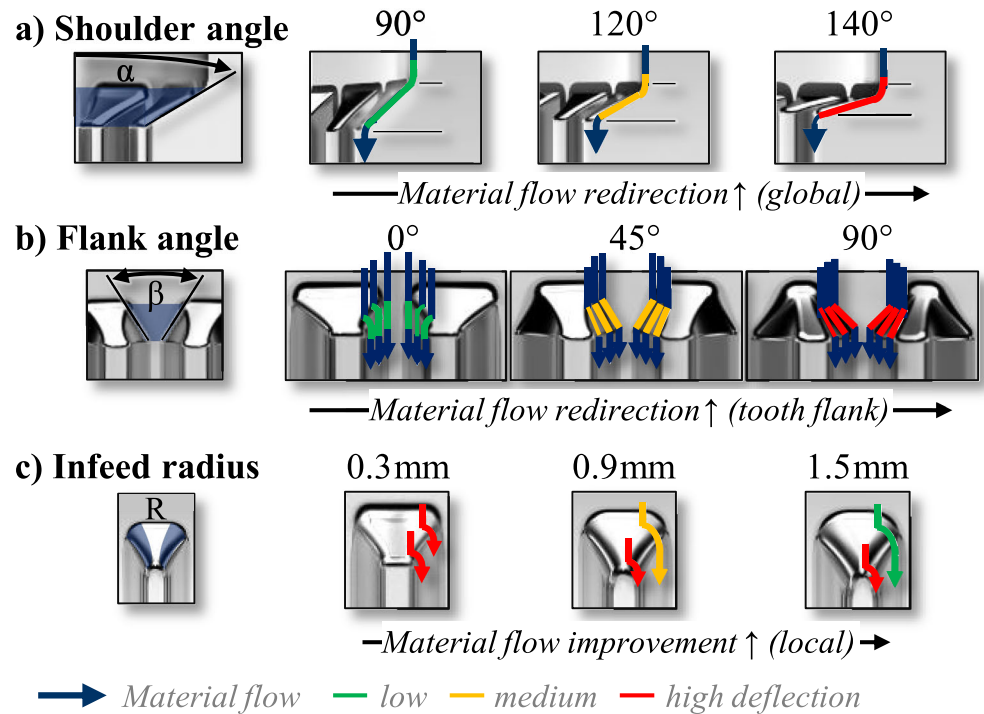 a) Shoulder angle
90° 120° 140°
α
Material flow redirection ↑ (global)
b) Flank angle
0° 45° 90°
β
Material flow redirection ↑ (tooth flank)
c) Infeed radius
0.3mm 0.9mm 1.5mm
R
Material flow improvement ↑ (local)
Material flow low medium high deflection